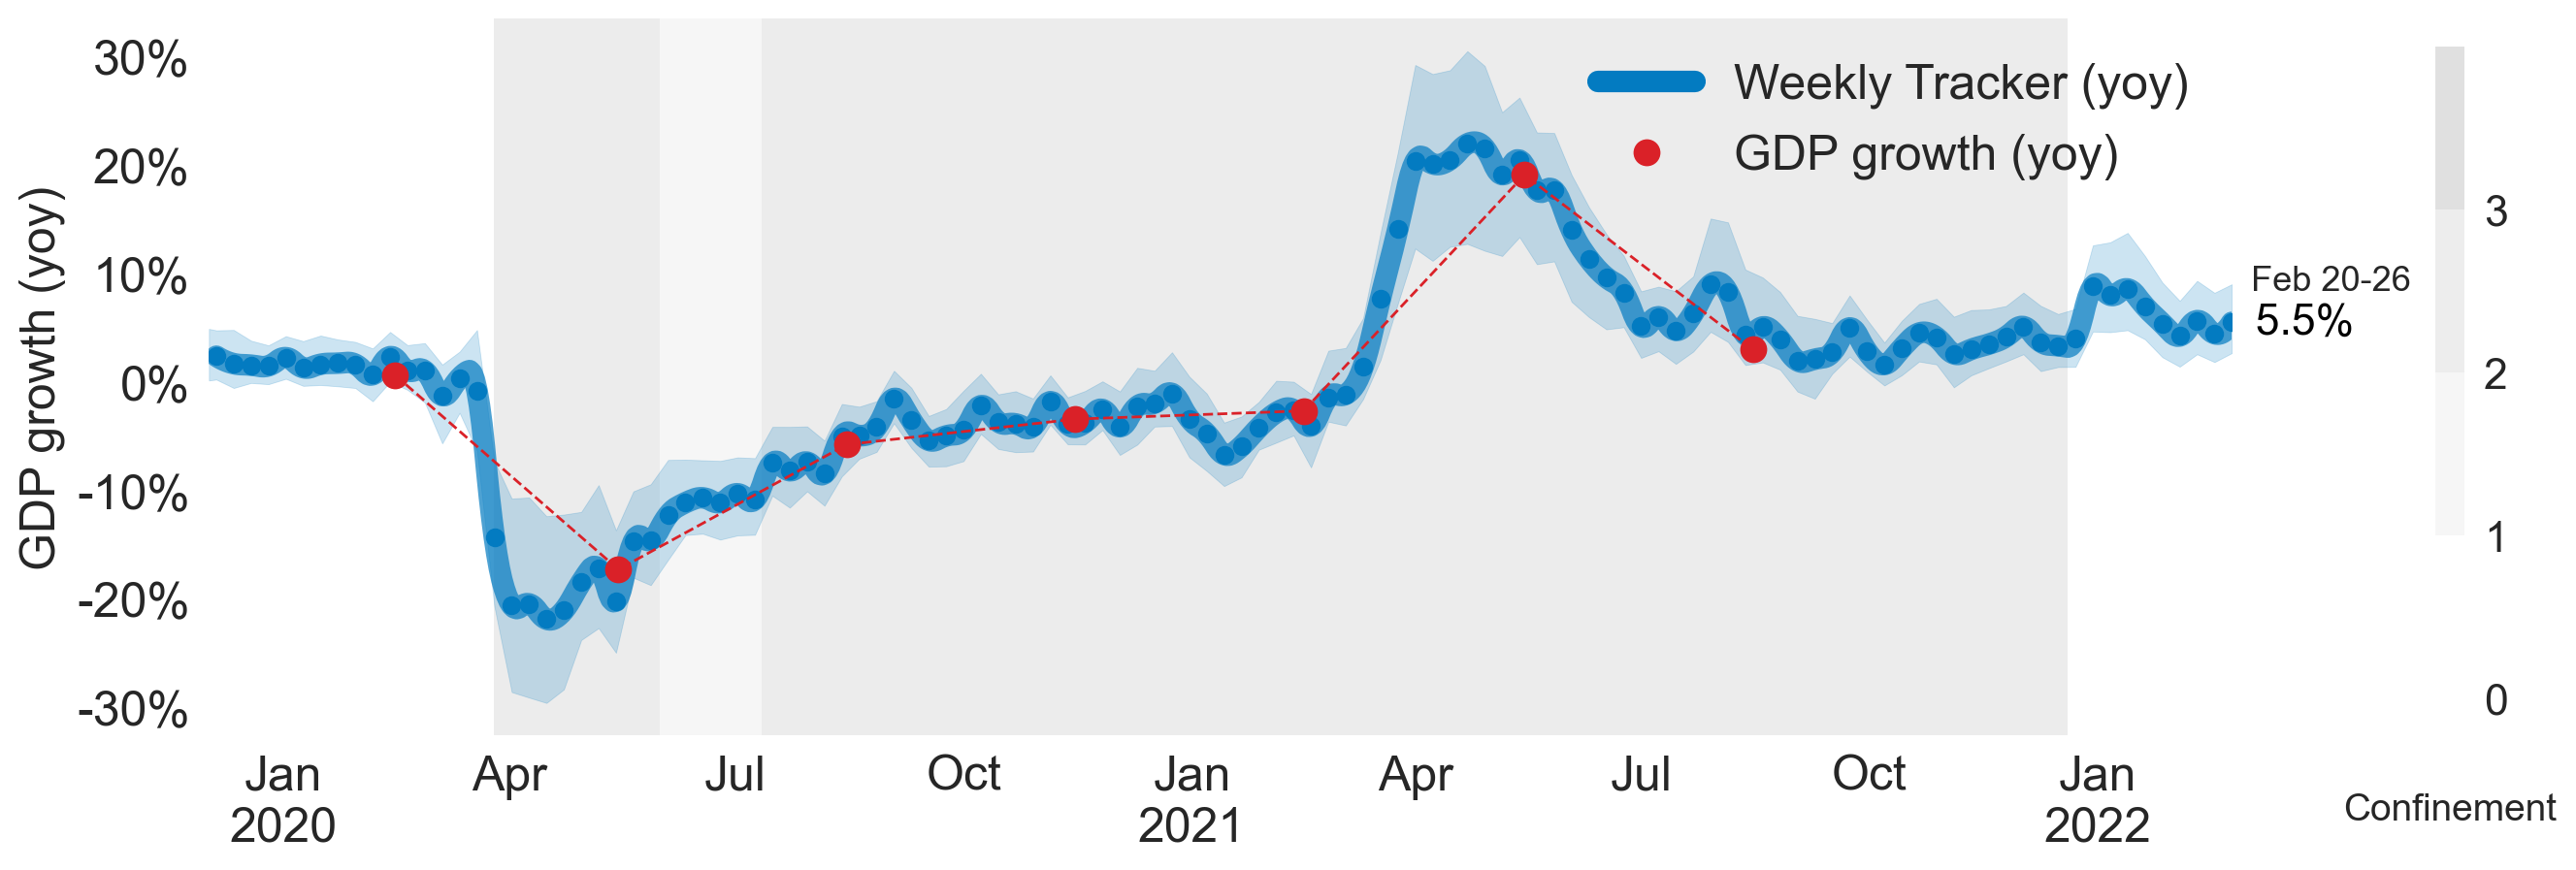 GDP growth (yoy)
30%
20%
10%
0%
-10%
-20%
-30%
Weekly Tracker (yoy)
GDP growth (yoy)
Feb 20-26
5.5%
3
2
1
0
Jan Apr Jul Oct Jan Apr Jul Oct Jan
2020 2021 2022
Confinement